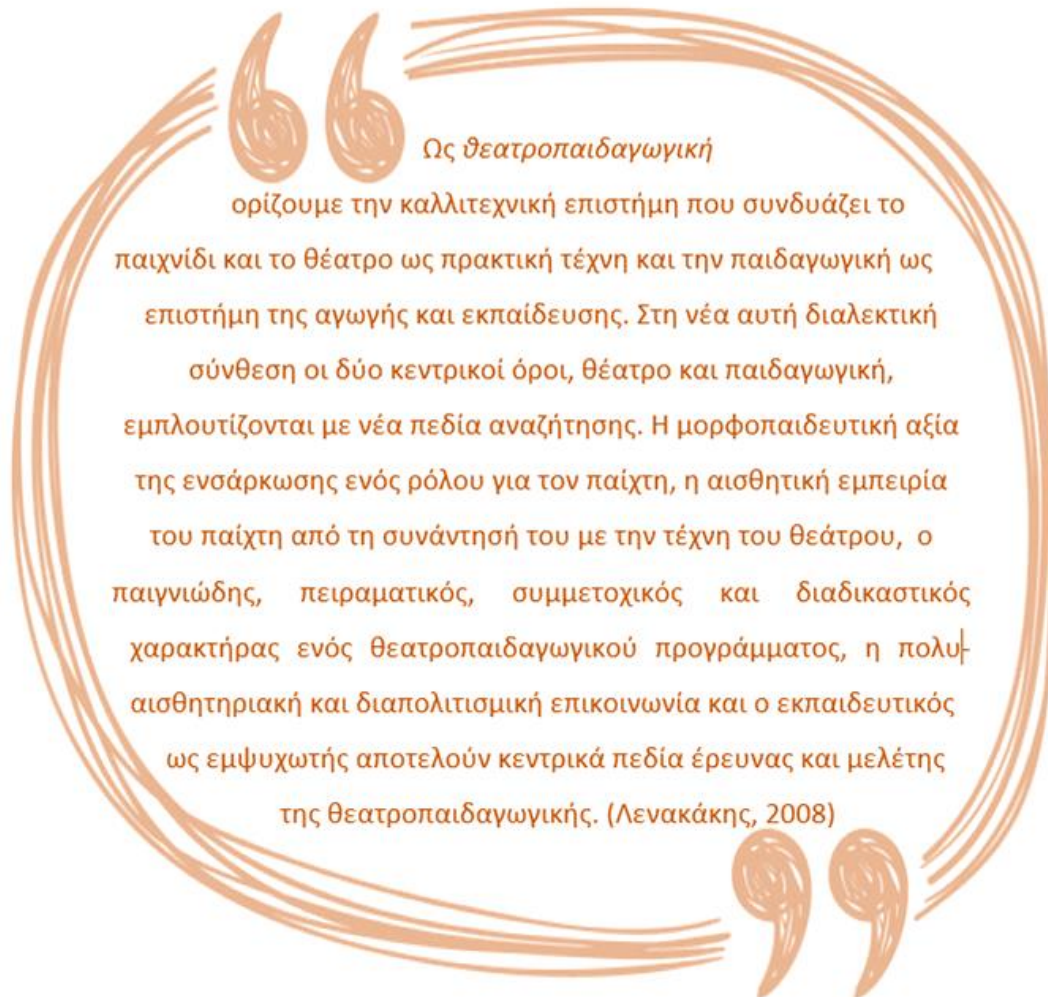 Ως θεατροπαιδαγωγική
ορίζουμε την καλλιτεχνική επιστήμη που συνδυάζει το
παιχνίδι και το θέατρο ως πρακτική τέχνη και την παιδαγωγική ως
επιστήμη της αγωγής και εκπαίδευσης. Στη νέα αυτή διαλεκτική
σύνθεση οι δύο κεντρικοί όροι, θέατρο και παιδαγωγική,
εμπλουτίζονται με νέα πεδία αναζήτησης. Η μορφοπαιδευτική αξία
της ενσάρκωσης ενός ρόλου για τον παίχτη, η αισθητική εμπειρία
του παίχτη από τη συνάντησή του με την τέχνη του θεάτρου, ο
παιγνιώδης, πειραματικός, συμμετοχικός και διαδικαστικός
χαρακτήρας ενός θεατροπαιδαγωγικού προγράμματος, η πολυ-
αισθητηριακή και διαπολιτισμική επικοινωνία και ο εκπαιδευτικός
ως εμψυχωτής αποτελούν κεντρικά πεδία έρευνας και μελέτης
της θεατροπαιδαγωγικής. (Λενακάκης, 2008)